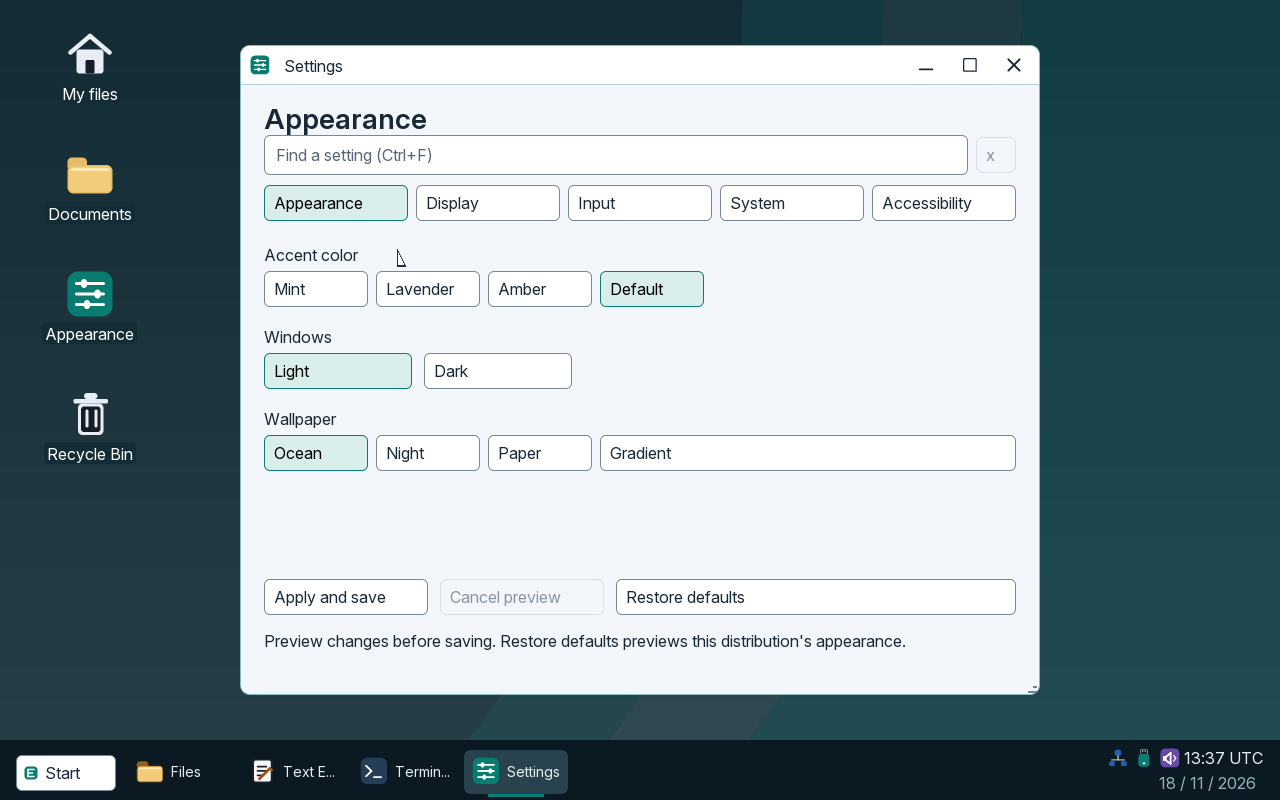 My files
Documents
Appearance
Recycle Bin
Settings
Appearance
Find a setting (Ctrl+F)
x
Appearance
Display
Input
System
Accessibility
Accent color
Mint
Lavender
Amber
Default
Windows
Light
Dark
Wallpaper
Ocean
Night
Paper
Gradient
Apply and save
Cancel preview
Restore defaults
Preview changes before saving. Restore defaults previews this distribution's appearance.
Start
Files
Text E...
Termin...
Settings
13:37 UTC
18 / 11 / 2026